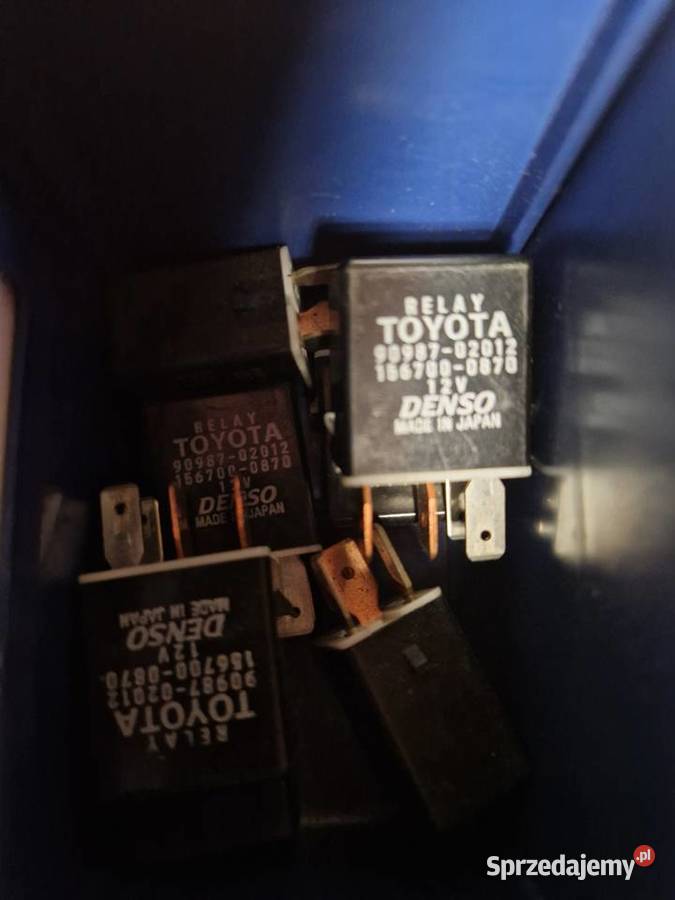 RELAY
TOYOTA
90987-02012
156700-0870
12V
DENSO
MADE IN JAPAN
RELAY
TOYOTA
90987-02012
156700-0870
12V
DENSO
MADE IN JAPAN
RELAY
TOYOTA
90987-02012
156700-0870
12V
DENSO
MADE IN JAPAN
Sprzedajemy.pl